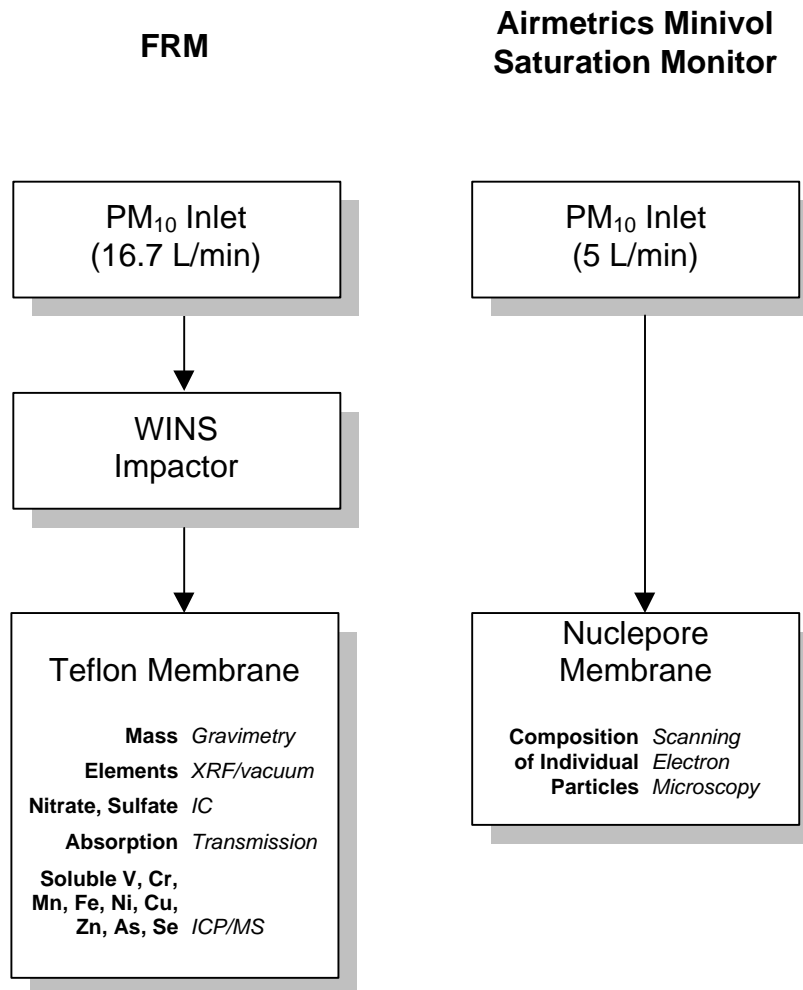 FRM
Airmetrics Minivol
Saturation Monitor
PM₁₀ Inlet
(16.7 L/min)
WINS
Impactor
Teflon Membrane
Mass Gravimetry
Elements XRF/vacuum
Nitrate, Sulfate IC
Absorption Transmission
Soluble V, Cr,
Mn, Fe, Ni, Cu,
Zn, As, Se ICP/MS
PM₁₀ Inlet
(5 L/min)
Nuclepore
Membrane
Composition Scanning
of Individual Electron
Particles Microscopy